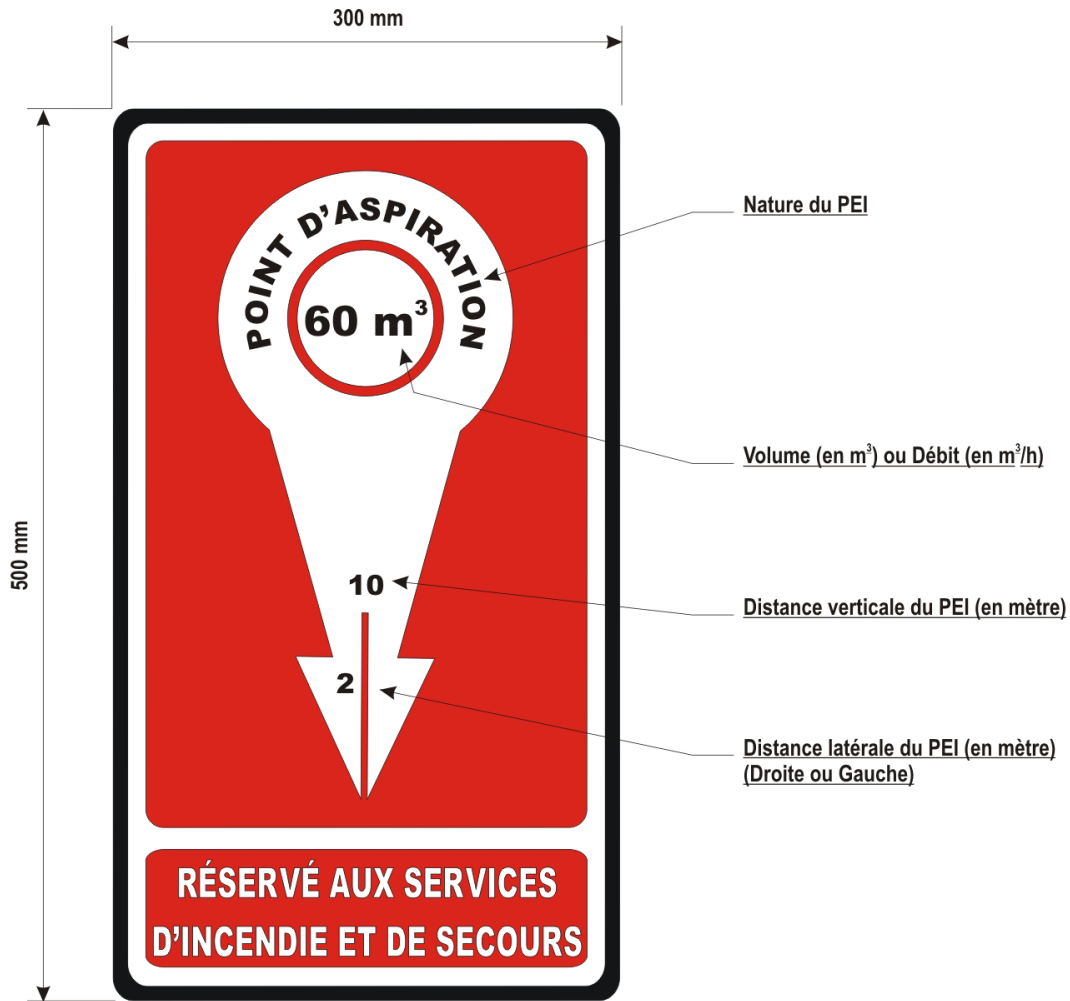 300 mm
500 mm
POINT D'ASPIRATION
60 m³
10
2
RÉSERVÉ AUX SERVICES
D'INCENDIE ET DE SECOURS
Nature du PEI
Volume (en m³) ou Débit (en m³/h)
Distance verticale du PEI (en mètre)
Distance latérale du PEI (en mètre)
(Droite ou Gauche)